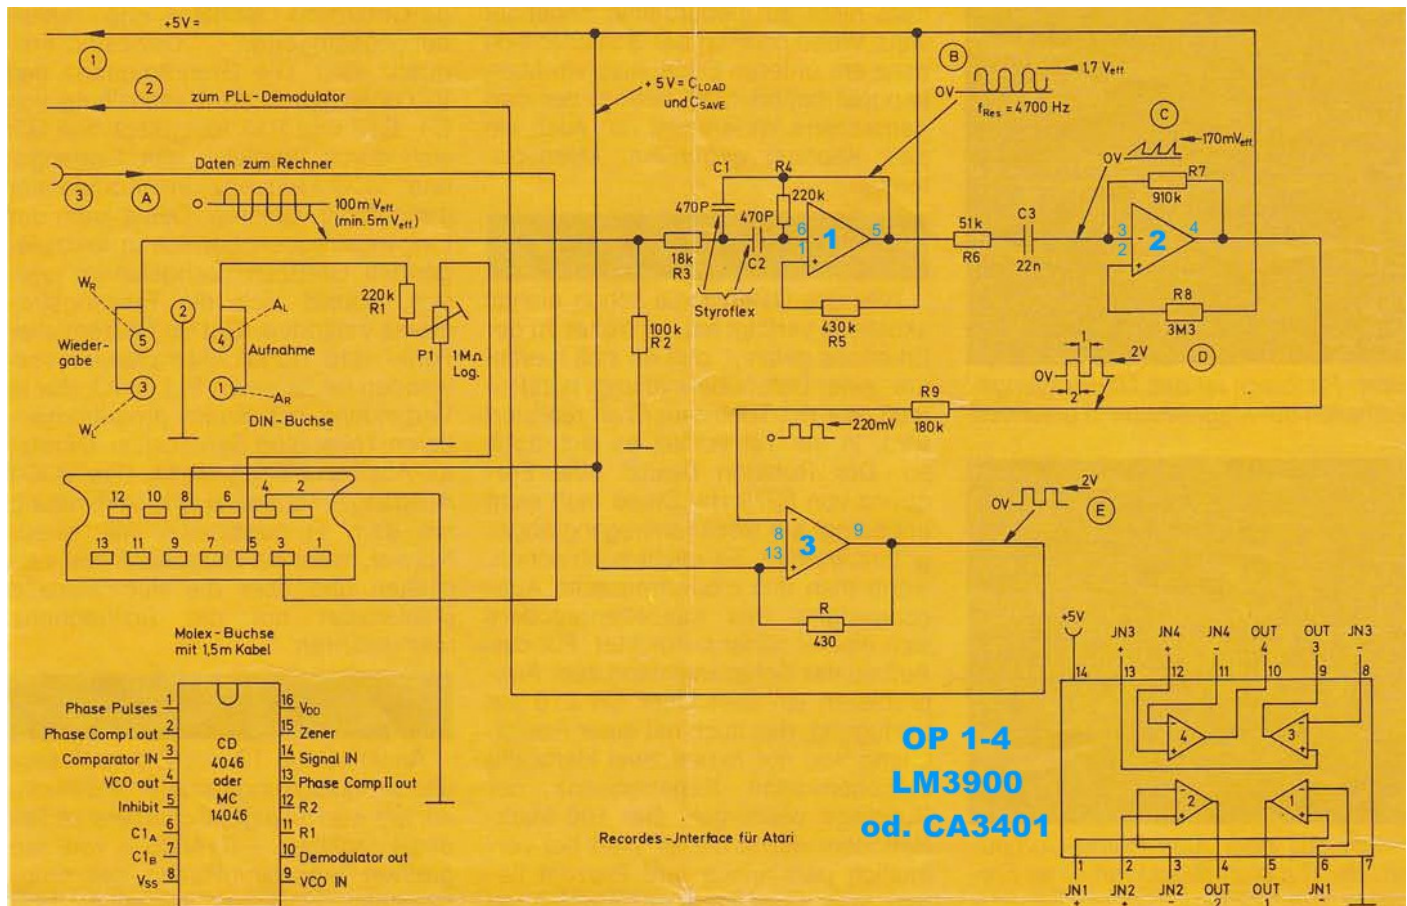 +5V=
1
2
zum PLL-Demodulator
+5V = CLOAD
und CSAVE
B
1,7 Veff
0V
fRes = 4700 Hz
C
170mVeff
0V
Daten zum Rechner
3
A
100m Veff
(min. 5m Veff)
C1
R4
220k
470P
470P
C2
18k
R3
Styroflex
6
1
1
5
-
+
430k
R5
51k
R6
C3
22n
R7
910k
3
2
2
4
-
+
R8
3M3
D
WR
5
Wieder-
gabe
3
WL
2
4
AL
Aufnahme
1
AR
DIN-Buchse
220k
R1
P1
1MΩ
Log.
100k
R2
1
2V
0V
2
R9
180k
220mV
8
13
3
9
-
+
R
430
0V
2V
E
12
10
8
6
4
2
13
11
9
7
5
3
1
Molex-Buchse
mit 1,5m Kabel
Phase Pulses 1
Phase Comp I out 2
Comparator IN 3
VCO out 4
Inhibit 5
C1A 6
C1B 7
VSS 8
CD
4046
oder
MC
14046
16 VDD
15 Zener
14 Signal IN
13 Phase Comp II out
12 R2
11 R1
10 Demodulator out
9 VCO IN
Recordes-Jnterface für Atari
OP 1-4
LM3900
od. CA3401
+5V
JN3
+
JN4
+
JN4
-
OUT
4
OUT
3
JN3
-
14
13
12
11
10
9
8
4
3
2
1
1
2
3
4
5
6
7
JN1
+
JN2
+
JN2
-
OUT
2
OUT
1
JN1
-